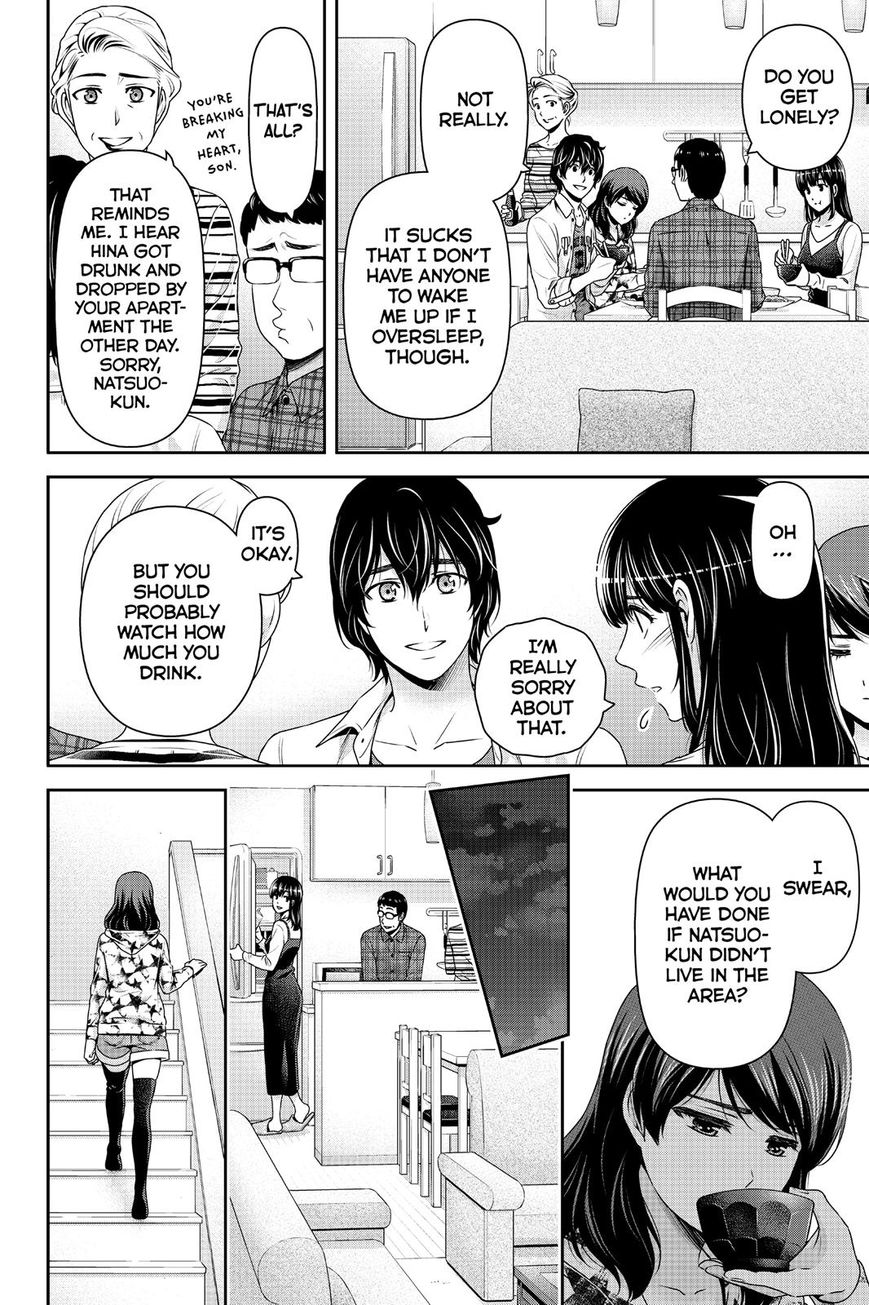 DO YOU
GET
LONELY?
NOT
REALLY.
IT SUCKS
THAT I DON'T
HAVE ANYONE
TO WAKE
ME UP IF I
OVERSLEEP,
THOUGH.
THAT'S
ALL?
YOU'RE
BREAKING
MY
HEART,
SON.
THAT
REMINDS
ME. I HEAR
HINA GOT
DRUNK AND
DROPPED BY
YOUR APART-
MENT THE
OTHER DAY.
SORRY,
NATSUO-
KUN.
OH
...
I'M
REALLY
SORRY
ABOUT
THAT.
IT'S
OKAY.
BUT YOU
SHOULD
PROBABLY
WATCH HOW
MUCH YOU
DRINK.
I
SWEAR,
WHAT
WOULD YOU
HAVE DONE
IF NATSUO-
KUN DIDN'T
LIVE IN THE
AREA?